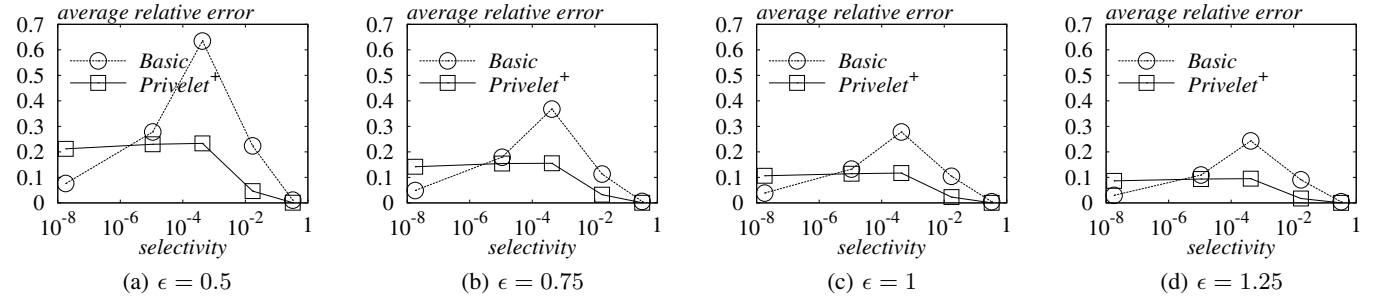 average relative error
0.7
0.6
0.5
0.4
0.3
0.2
0.1
0
Basic
Privelet+
10^-8 10^-6 10^-4 10^-2 1
selectivity
(a) ϵ = 0.5
average relative error
0.7
0.6
0.5
0.4
0.3
0.2
0.1
0
Basic
Privelet+
10^-8 10^-6 10^-4 10^-2 1
selectivity
(b) ϵ = 0.75
average relative error
0.7
0.6
0.5
0.4
0.3
0.2
0.1
0
Basic
Privelet+
10^-8 10^-6 10^-4 10^-2 1
selectivity
(c) ϵ = 1
average relative error
0.7
0.6
0.5
0.4
0.3
0.2
0.1
0
Basic
Privelet+
10^-8 10^-6 10^-4 10^-2 1
selectivity
(d) ϵ = 1.25